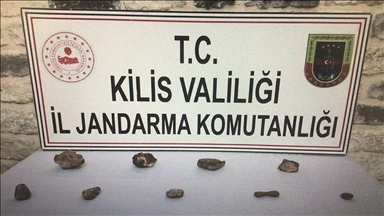 T.C.
KİLİS VALİLİĞİ
İL JANDARMA KOMUTANLIĞI